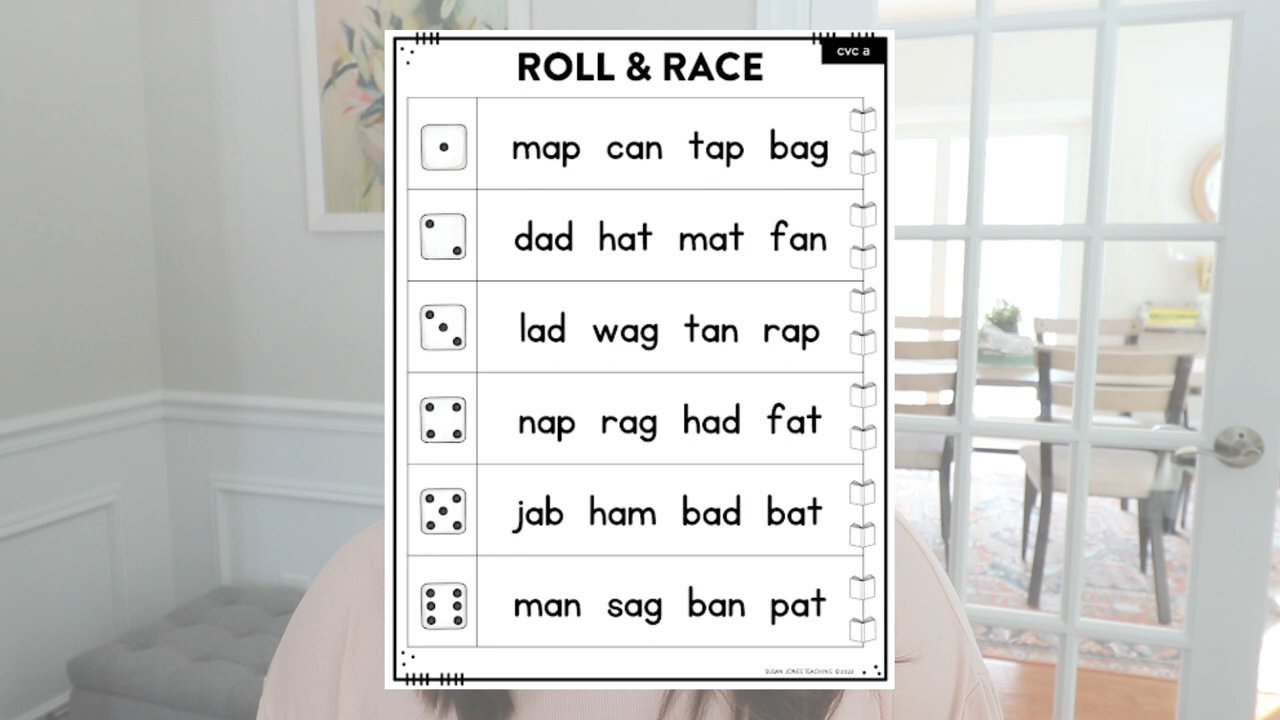 cvc a
ROLL & RACE
map can tap bag
dad hat mat fan
lad wag tan rap
nap rag had fat
jab ham bad bat
man sag ban pat
SUSAN JONES TEACHING ©2022